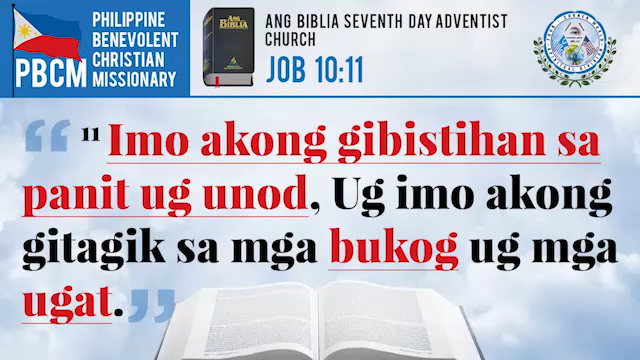 PHILIPPINE
BENEVOLENT
CHRISTIAN
MISSIONARY
PBCM
ANG BIBLIA
ANG BIBLIA SEVENTH DAY ADVENTIST
CHURCH
JOB 10:11
“ 11 Imo akong gibistihan sa
panit ug unod, Ug imo akong
gitagik sa mga bukog ug mga
ugat.”